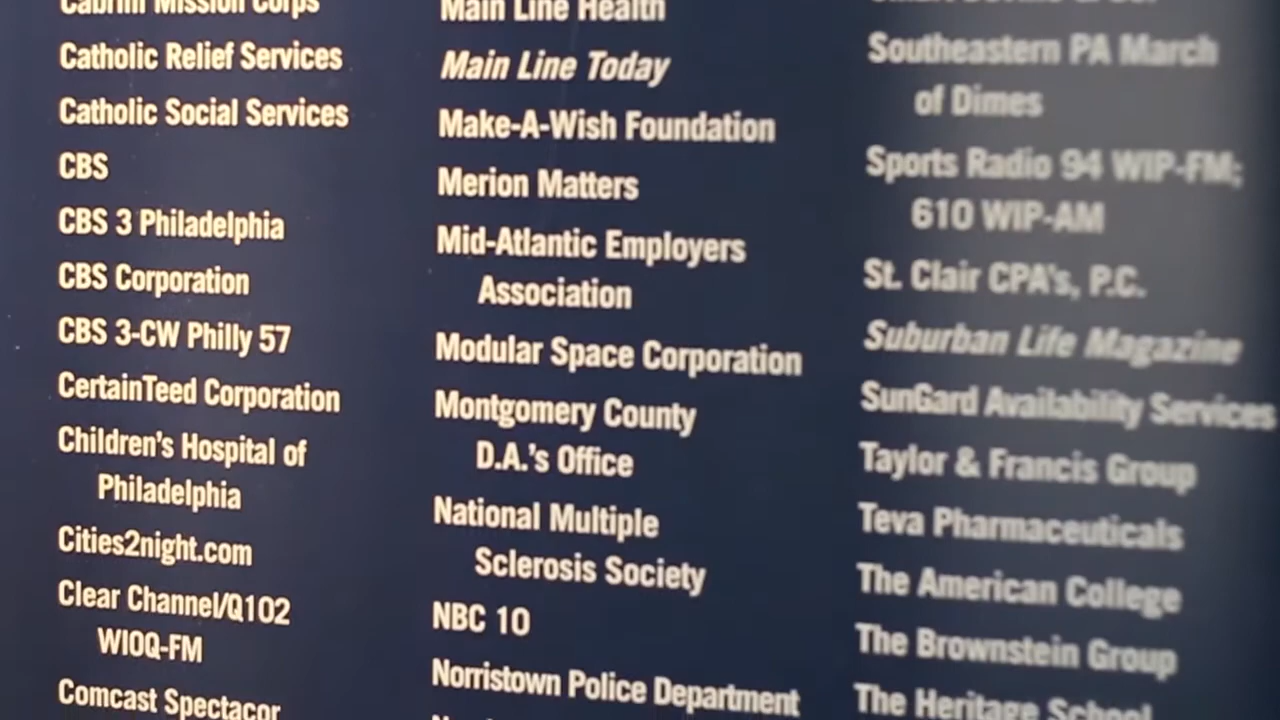 Cabrini Mission Corps
Catholic Relief Services
Catholic Social Services
CBS
CBS 3 Philadelphia
CBS Corporation
CBS 3-CW Philly 57
CertainTeed Corporation
Children's Hospital of
Philadelphia
Cities2night.com
Clear Channel/Q102
WIOQ-FM
Comcast Spectacor
Main Line Health
Main Line Today
Make-A-Wish Foundation
Merion Matters
Mid-Atlantic Employers
Association
Modular Space Corporation
Montgomery County
D.A.'s Office
National Multiple
Sclerosis Society
NBC 10
Norristown Police Department
Southeastern PA March
of Dimes
Sports Radio 94 WIP-FM;
610 WIP-AM
St. Clair CPA's, P.C.
Suburban Life Magazine
SunGard Availability Services
Taylor & Francis Group
Teva Pharmaceuticals
The American College
The Brownstein Group
The Heritage School